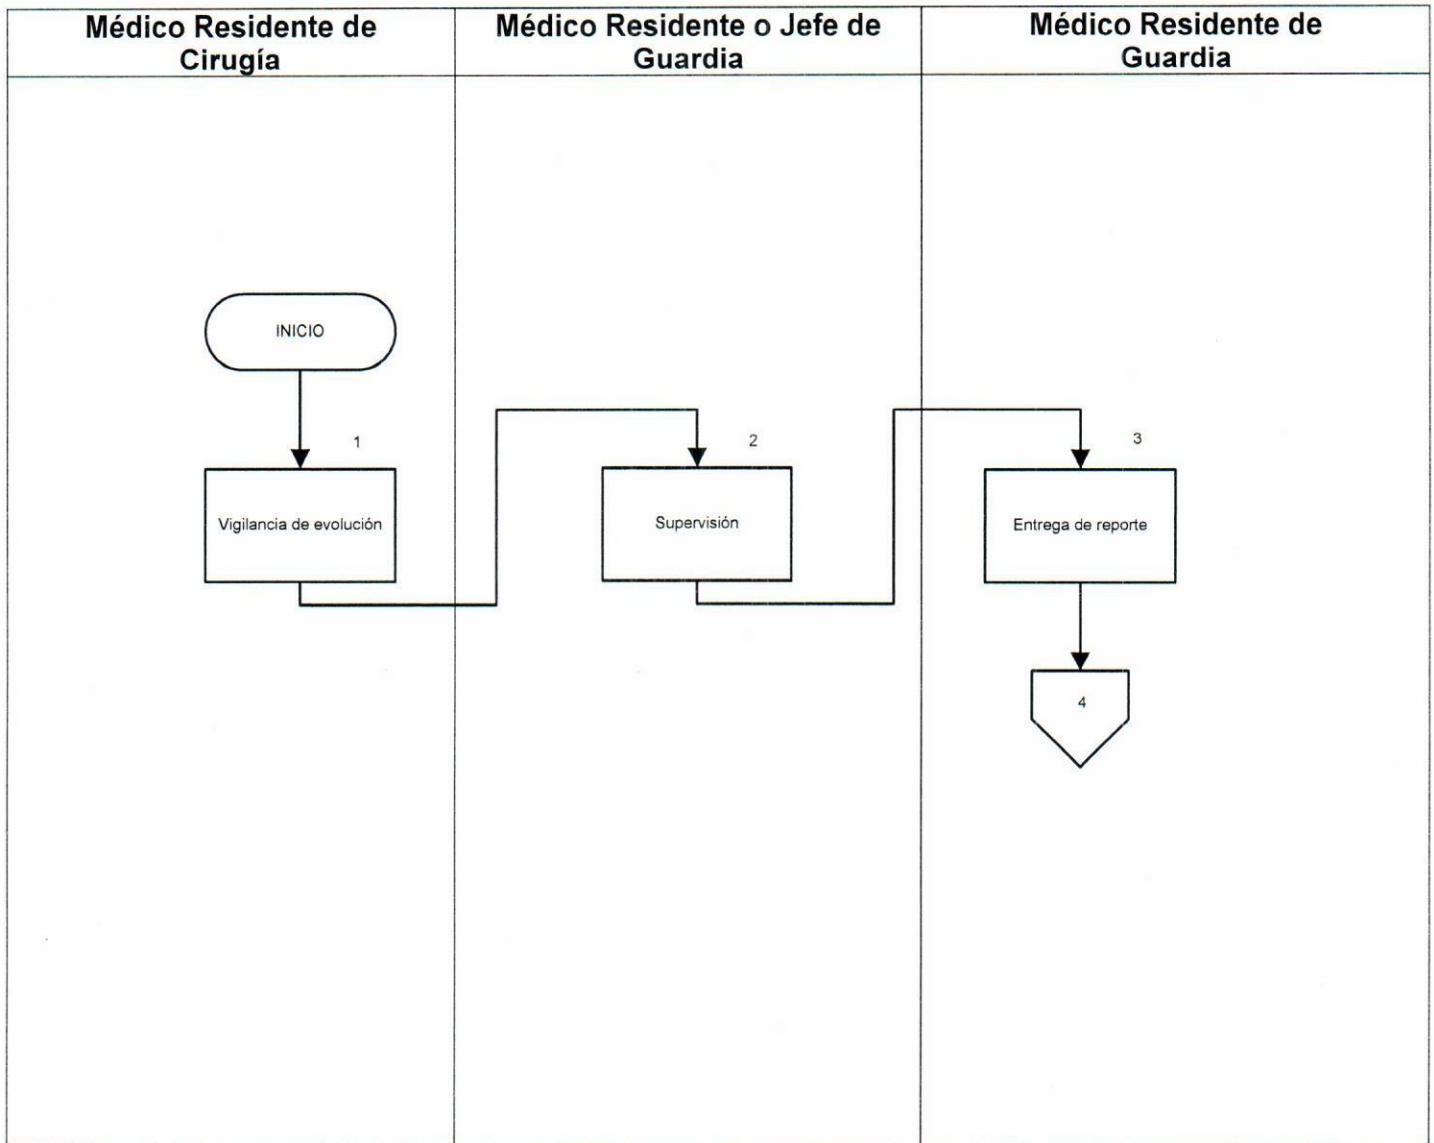 Médico Residente de
Cirugía
Médico Residente o Jefe de
Guardia
Médico Residente de
Guardia
INICIO
1
Vigilancia de evolución
2
Supervisión
3
Entrega de reporte
4